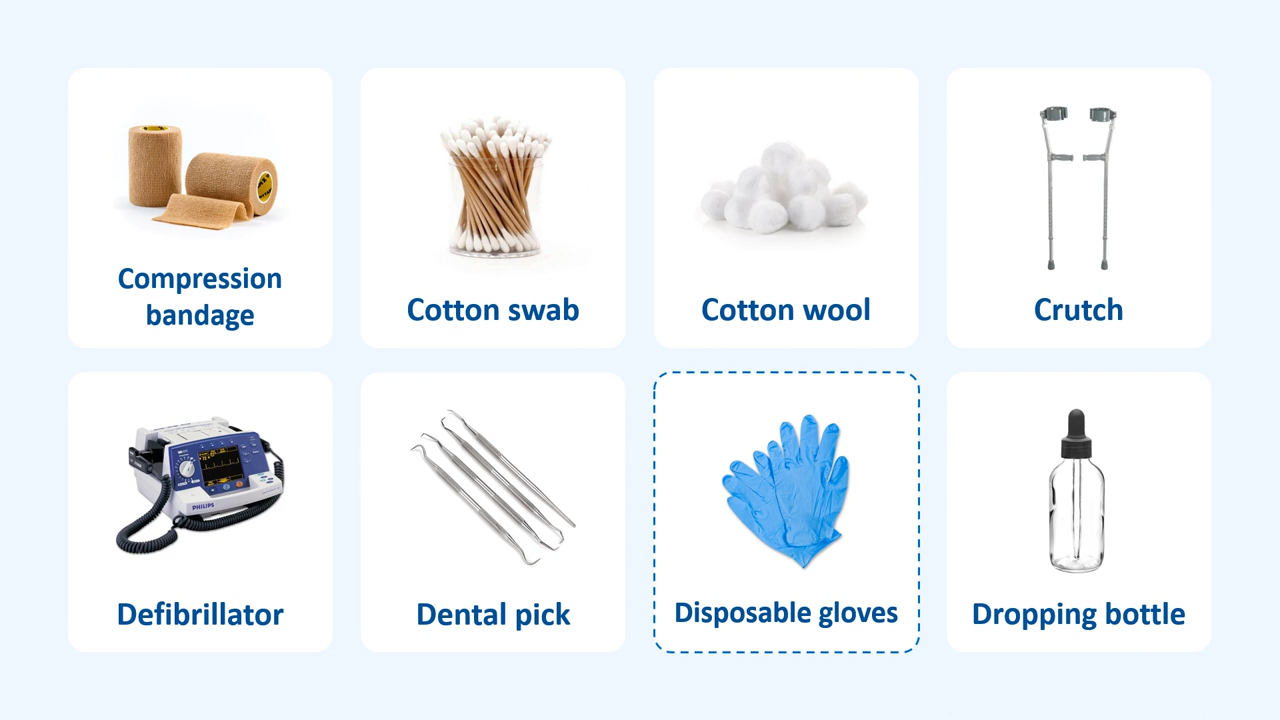 Compression
bandage
Cotton swab
Cotton wool
Crutch
PHILIPS
Defibrillator
Dental pick
Disposable gloves
Dropping bottle